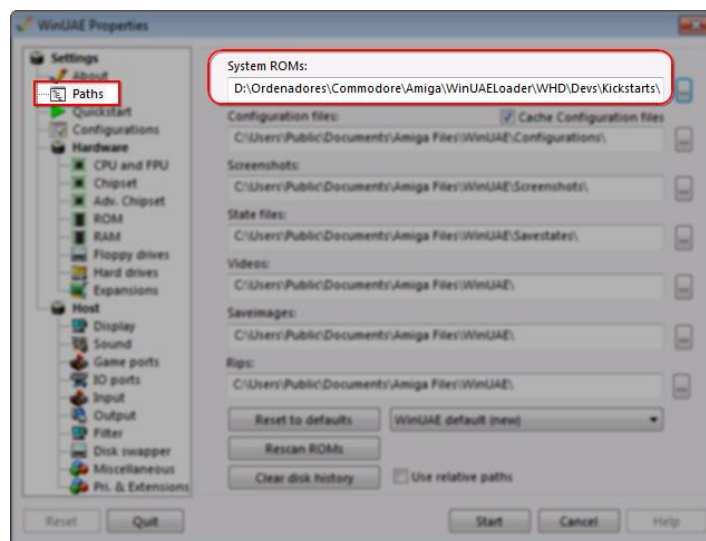 WinUAE Properties
Settings
About
Paths
Quickstart
Configurations
Hardware
CPU and FPU
Chipset
Adv. Chipset
ROM
RAM
Floppy drives
Hard drives
Expansions
Host
Display
Sound
Game ports
IO ports
Input
Output
Filter
Disk swapper
Miscellaneous
Pri. & Extensions
System ROMs:
D:\Ordenadores\Commodore\Amiga\WinUAELoader\WHD\Devs\Kickstarts\
Configuration files:
Cache Configuration files
C:\Users\Public\Documents\Amiga Files\WinUAE\Configurations\
...
Screenshots:
C:\Users\Public\Documents\Amiga Files\WinUAE\Screenshots\
...
State files:
C:\Users\Public\Documents\Amiga Files\WinUAE\Savestates\
...
Videos:
C:\Users\Public\Documents\Amiga Files\WinUAE\
...
Saveimages:
C:\Users\Public\Documents\Amiga Files\WinUAE\
...
Rips:
C:\Users\Public\Documents\Amiga Files\WinUAE\
...
Reset to defaults
WinUAE default (new)
Rescan ROMs
Clear disk history
Use relative paths
Reset
Quit
Start
Cancel
Help